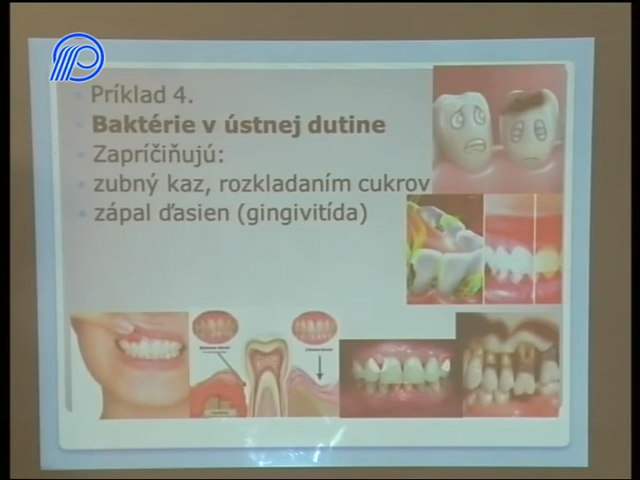 Príklad 4.
Baktérie v ústnej dutine
Zapríčiňujú:
zubný kaz, rozkladaním cukrov
zápal ďasien (gingivitída)